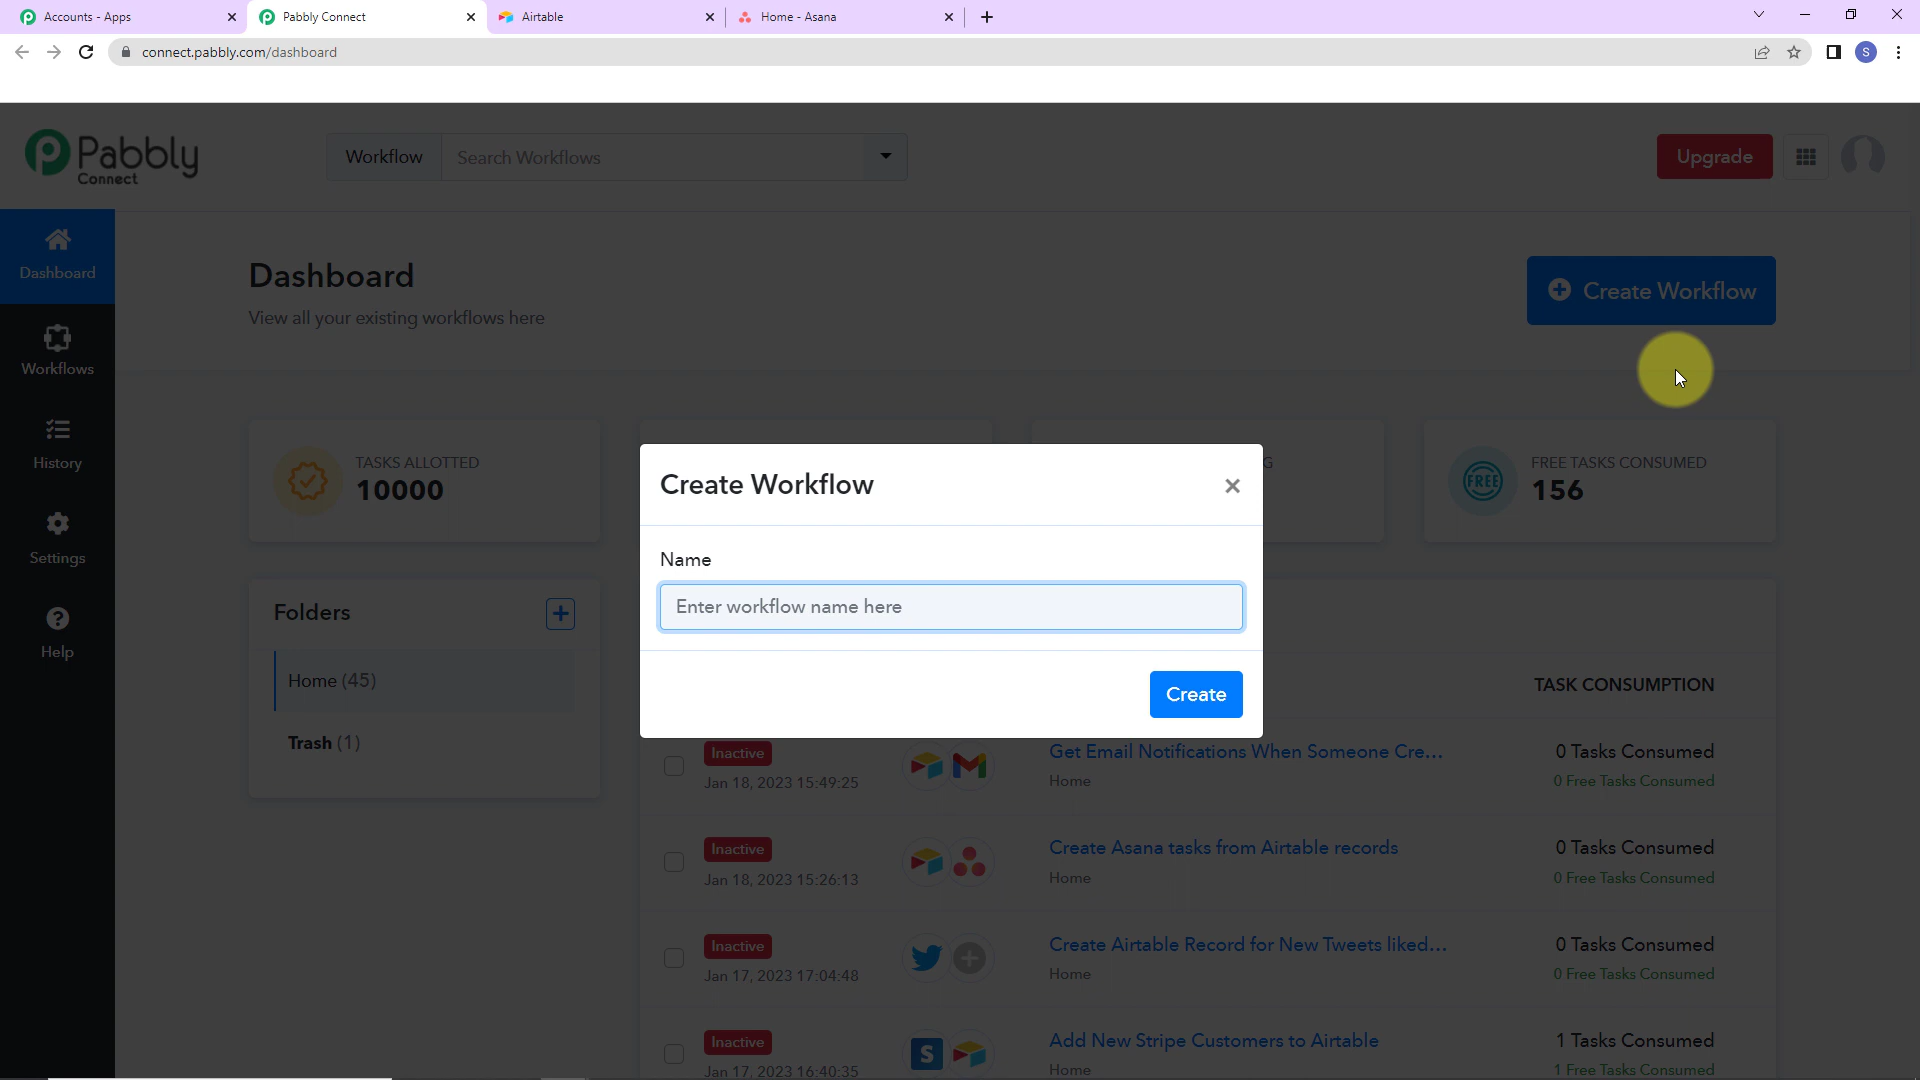 Accounts - Apps
Pabbly Connect
Airtable
Home - Asana
connect.pabbly.com/dashboard
S
Pabbly
Connect
Workflow
Search Workflows
Upgrade
Dashboard
Workflows
History
Settings
Help
Dashboard
View all your existing workflows here
Create Workflow
TASKS ALLOTTED
10000
G
FREE
FREE TASKS CONSUMED
156
Create Workflow
Name
Enter workflow name here
Create
Folders
Home (45)
Trash (1)
TASK CONSUMPTION
Inactive
Jan 18, 2023 15:49:25
Get Email Notifications When Someone Cre...
Home
0 Tasks Consumed
0 Free Tasks Consumed
Inactive
Jan 18, 2023 15:26:13
Create Asana tasks from Airtable records
Home
0 Tasks Consumed
0 Free Tasks Consumed
Inactive
Jan 17, 2023 17:04:48
Create Airtable Record for New Tweets liked...
Home
0 Tasks Consumed
0 Free Tasks Consumed
Inactive
Jan 17, 2023 16:40:35
S
Add New Stripe Customers to Airtable
Home
1 Tasks Consumed
1 Free Tasks Consumed